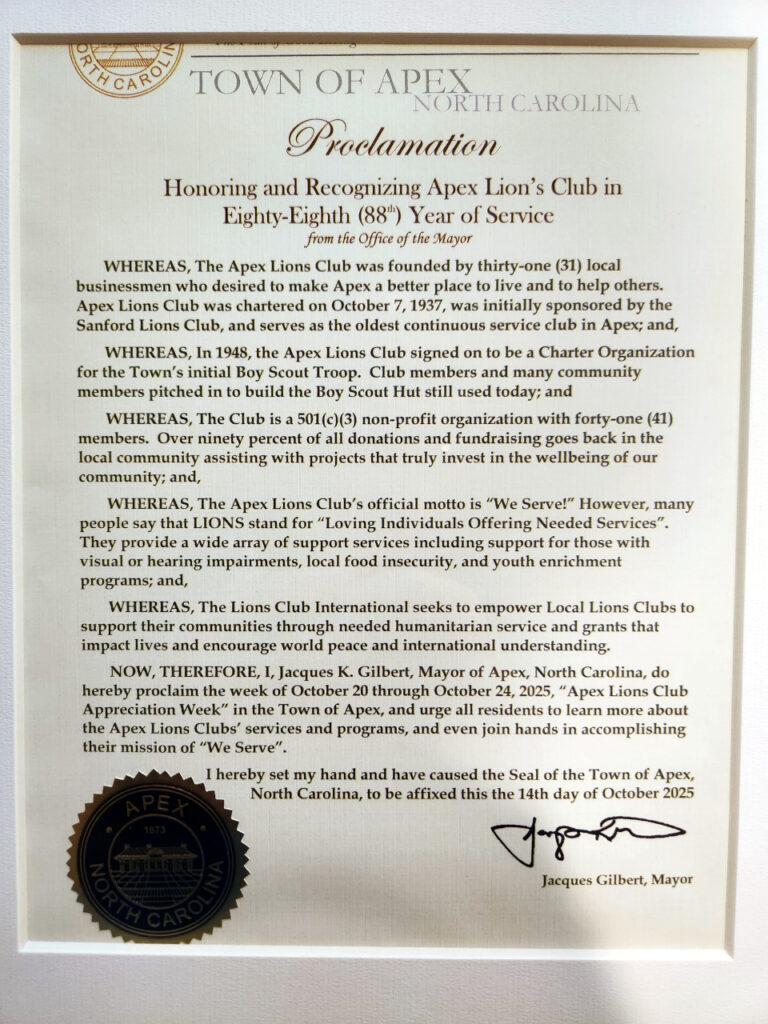 NORTH CAROLIN
TOWN OF APEX
NORTH CAROLINA
Proclamation
Honoring and Recognizing Apex Lion's Club in
Eighty-Eighth (88th) Year of Service
from the Office of the Mayor
WHEREAS, The Apex Lions Club was founded by thirty-one (31) local
businessmen who desired to make Apex a better place to live and to help others.
Apex Lions Club was chartered on October 7, 1937, was initially sponsored by the
Sanford Lions Club, and serves as the oldest continuous service club in Apex; and,
WHEREAS, In 1948, the Apex Lions Club signed on to be a Charter Organization
for the Town's initial Boy Scout Troop. Club members and many community
members pitched in to build the Boy Scout Hut still used today; and
WHEREAS, The Club is a 501(c)(3) non-profit organization with forty-one (41)
members. Over ninety percent of all donations and fundraising goes back in the
local community assisting with projects that truly invest in the wellbeing of our
community; and,
WHEREAS, The Apex Lions Club's official motto is "We Serve!" However, many
people say that LIONS stand for "Loving Individuals Offering Needed Services".
They provide a wide array of support services including support for those with
visual or hearing impairments, local food insecurity, and youth enrichment
programs; and,
WHEREAS, The Lions Club International seeks to empower Local Lions Clubs to
support their communities through needed humanitarian service and grants that
impact lives and encourage world peace and international understanding.
NOW, THEREFORE, I, Jacques K. Gilbert, Mayor of Apex, North Carolina, do
hereby proclaim the week of October 20 through October 24, 2025, "Apex Lions Club
Appreciation Week" in the Town of Apex, and urge all residents to learn more about
the Apex Lions Clubs' services and programs, and even join hands in accomplishing
their mission of "We Serve".
I hereby set my hand and have caused the Seal of the Town of Apex,
North Carolina, to be affixed this the 14th day of October 2025
Jacques Gilbert, Mayor
APEX
1873
NORTH CAROLINA